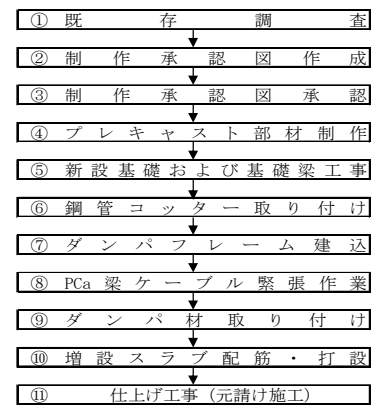 ① 既存調査
② 制作承認図作成
③ 制作承認図承認
④ プレキャスト部材制作
⑤ 新設基礎および基礎梁工事
⑥ 鋼管コッター取り付け
⑦ ダンパフレーム建込
⑧ PCa 梁ケーブル緊張作業
⑨ ダンパ材取り付け
⑩ 増設スラブ配筋・打設
⑪ 仕上げ工事（元請け施工）